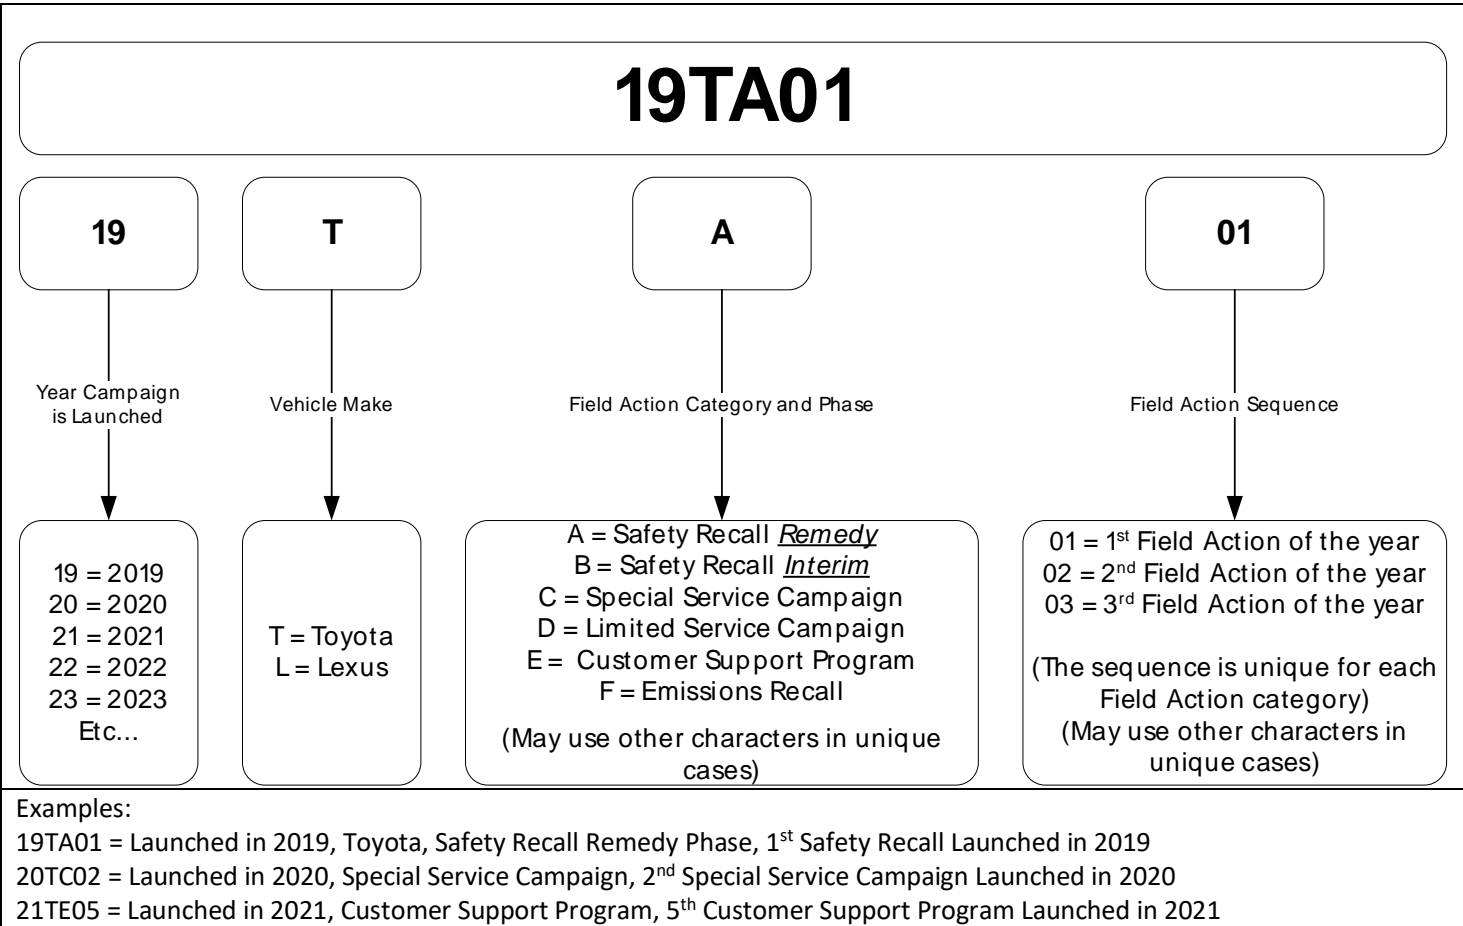 19TA01
19
T
A
01
Year Campaign
is Launched
Vehicle Make
Field Action Category and Phase
Field Action Sequence
19 = 2019
20 = 2020
21 = 2021
22 = 2022
23 = 2023
Etc...
T = Toyota
L = Lexus
A = Safety Recall Remedy
B = Safety Recall Interim
C = Special Service Campaign
D = Limited Service Campaign
E = Customer Support Program
F = Emissions Recall
(May use other characters in unique
cases)
01 = 1st Field Action of the year
02 = 2nd Field Action of the year
03 = 3rd Field Action of the year
(The sequence is unique for each
Field Action category)
(May use other characters in
unique cases)
Examples:
19TA01 = Launched in 2019, Toyota, Safety Recall Remedy Phase, 1st Safety Recall Launched in 2019
20TC02 = Launched in 2020, Special Service Campaign, 2nd Special Service Campaign Launched in 2020
21TE05 = Launched in 2021, Customer Support Program, 5th Customer Support Program Launched in 2021